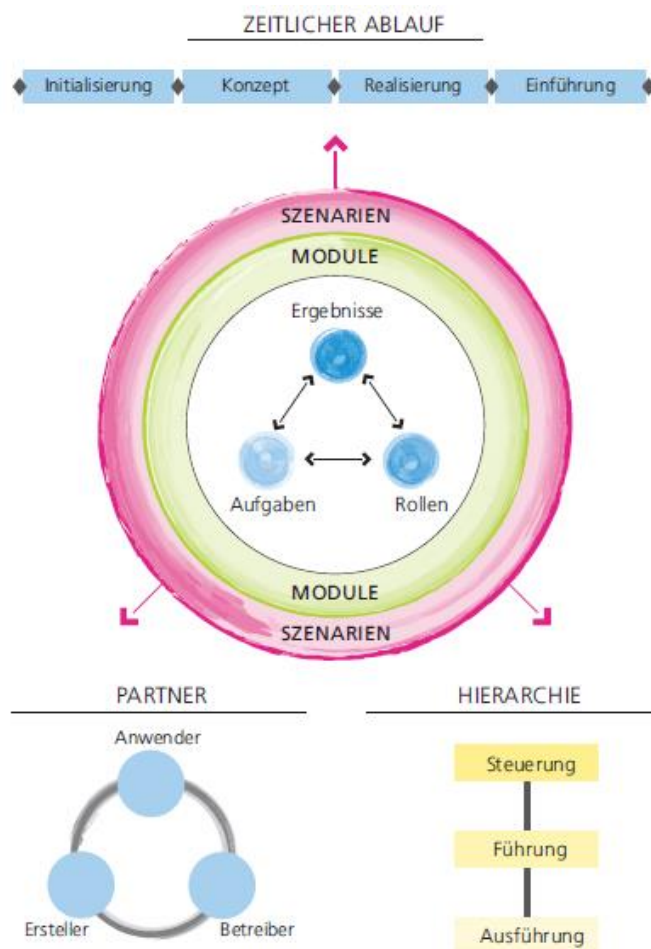 ZEITLICHER ABLAUF
Initialisierung Konzept Realisierung Einführung
SZENARIEN
MODULE
Ergebnisse
Aufgaben Rollen
MODULE
SZENARIEN
PARTNER
Anwender
Ersteller Betreiber
HIERARCHIE
Steuerung
Führung
Ausführung